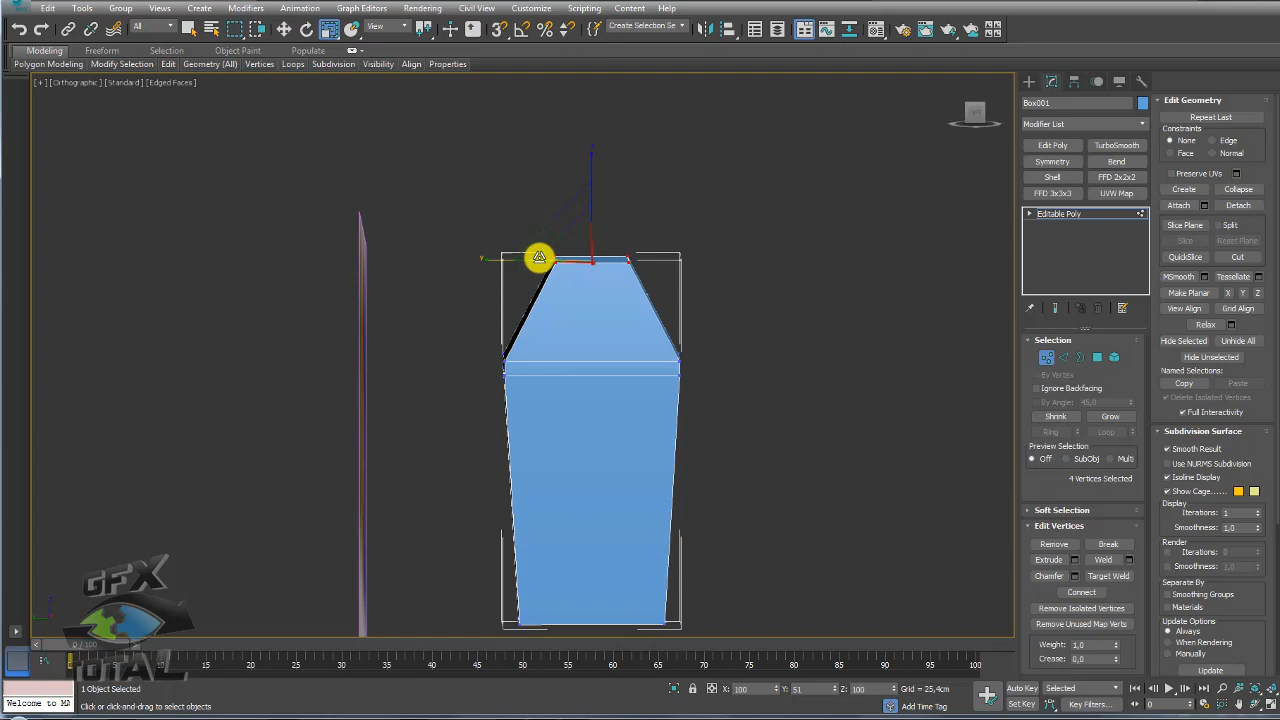 Edit Tools Group Views Create Modifiers Animation Graph Editors Rendering Civil View Customize Scripting Content Help
All View Create Selection Se
Modeling Freeform Selection Object Paint Populate
Polygon Modeling Modify Selection Edit Geometry (All) Vertices Loops Subdivision Visibility Align Properties
[+] [Orthographic] [Standard] [Edged Faces]
Box001
Modifier List
Edit Poly TurboSmooth
Symmetry Bend
Shell FFD 2x2x2
FFD 3x3x3 UVW Map
Editable Poly
Selection
By Vertex
Ignore Backfacing
By Angle: 45,0
Shrink Grow
Ring Loop
Preview Selection
Off SubObj Multi
4 Vertices Selected
Soft Selection
Edit Vertices
Remove Break
Extrude Weld
Chamfer Target Weld
Connect
Remove Isolated Vertices
Remove Unused Map Verts
Weight: 1,0
Crease: 0,0
Edit Geometry
Repeat Last
Constraints
None Edge
Face Normal
Preserve UVs
Create Collapse
Attach Detach
Slice Plane Split
Slice Reset Plane
QuickSlice Cut
MSmooth Tessellate
Make Planar X Y Z
View Align Grid Align
Relax
Hide Selected Unhide All
Hide Unselected
Named Selections:
Copy Paste
Delete Isolated Vertices
Full Interactivity
Subdivision Surface
Smooth Result
Use NURMS Subdivision
Isoline Display
Show Cage......
Display
Iterations: 1
Smoothness: 1,0
Render
Iterations: 0
Smoothness: 1,0
Separate By
Smoothing Groups
Materials
Update Options
Always
When Rendering
Manually
Update
GFX
TOTAL
0 / 100
15 20 25 30 35 40 45 50 55 60 65 70 75 80 85 90 95 100
1 Object Selected X: 100 Y: 51 Z: 100 Grid = 25,4cm Auto Key Selected
Welcome to MA Click or click-and-drag to select objects Add Time Tag Set Key Key Filters... 0